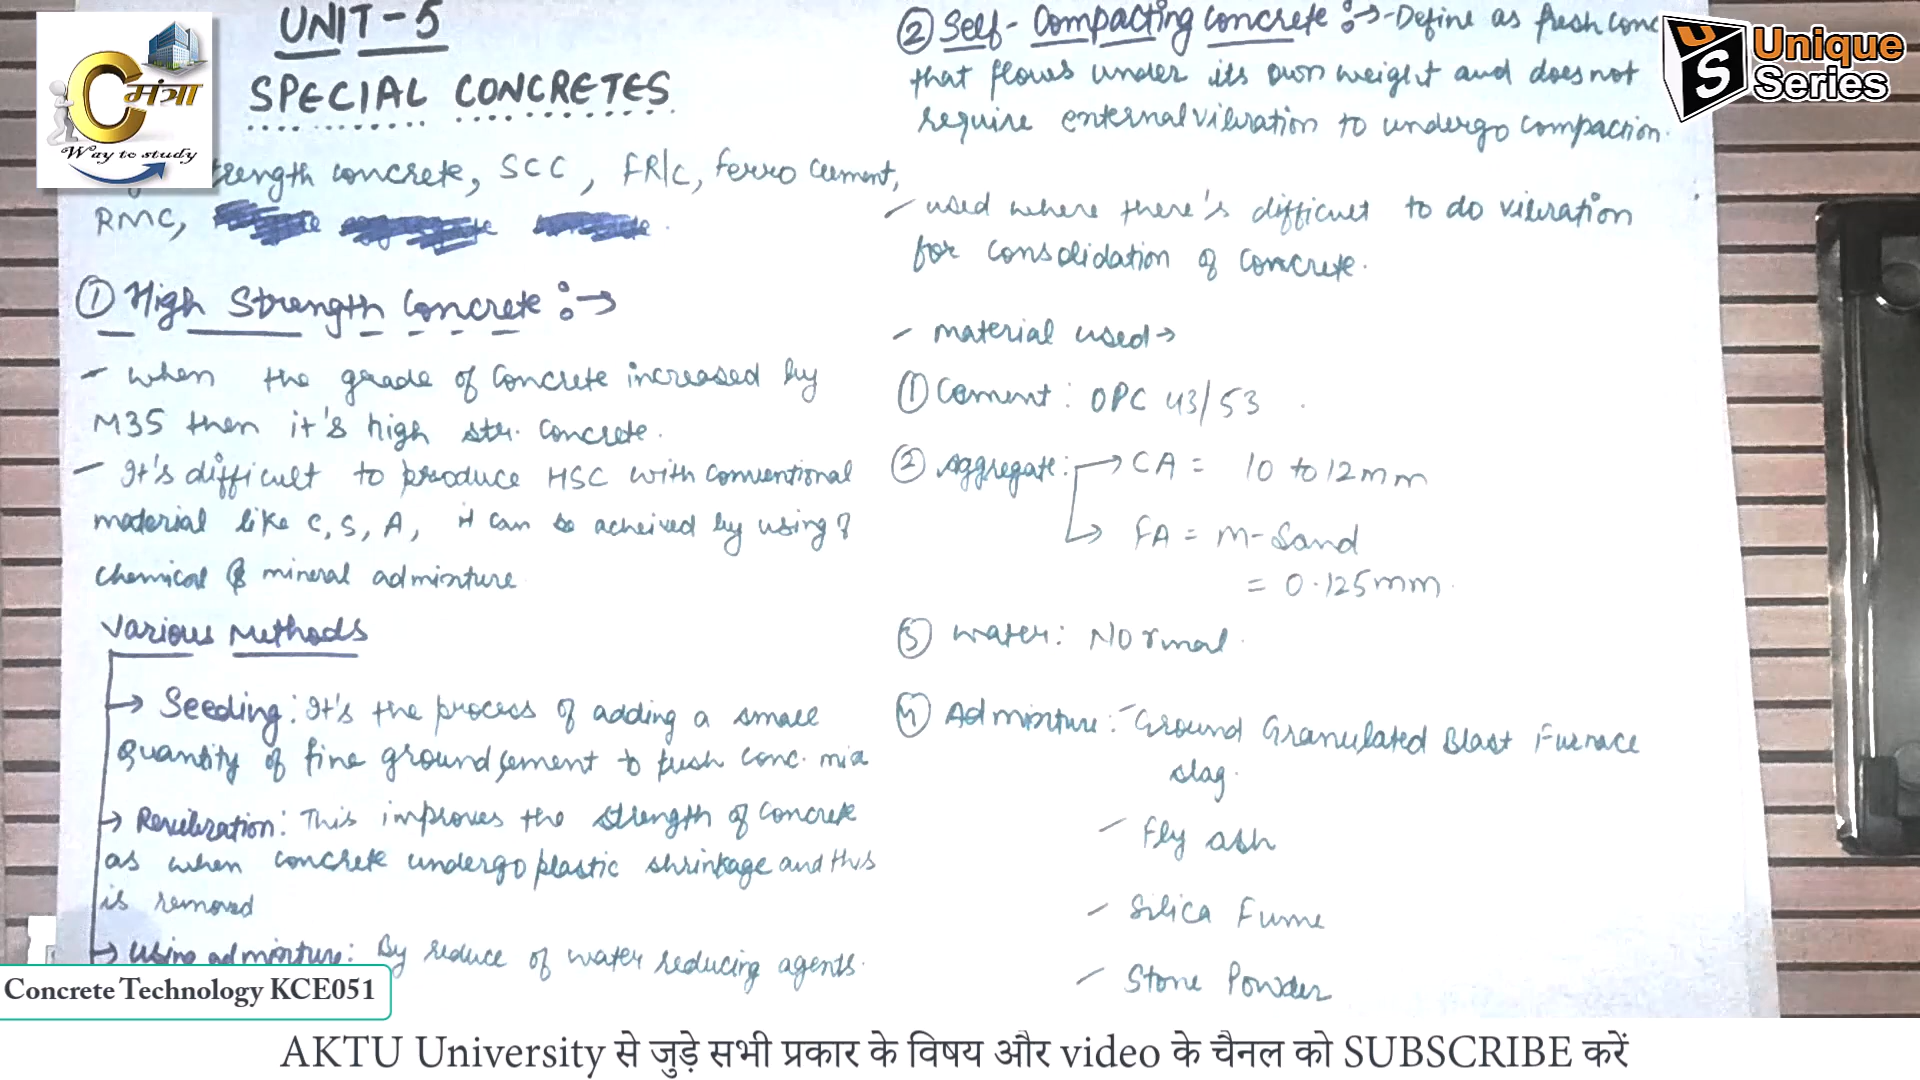 UNIT-5
SPECIAL CONCRETES
trength concrete, SCC, FR/C, ferro cement,
RMC,
① High Strength Concrete :→
- when the grade of concrete increased by
M35 then it's high str. concrete.
- It's difficult to produce HSC with conventional
material like C, S, A, it can be acheived by using of
chemical & mineral admixture
Various Methods
→ Seeding: It's the process of adding a small
quantity of fine ground cement to fresh conc. mix
→ Revibration: This improves the strength of concrete
as when concrete undergo plastic shrinkage and this
is removed
→ Using admixture: By reduce of water reducing agents.
② Self-Compacting Concrete :→ -Define as fresh conc
that flows under its own weight and does not
require external vibration to undergo compaction.
- used where there's difficult to do vibration
for consolidation of concrete.
- material used →
① Cement: OPC 43/53
② Aggregate: → CA = 10 to 12mm
→ FA = M-Sand
= 0.125mm.
③ water: Normal.
④ Admixture: - Ground Granulated Blast Furnace
slag.
- Fly ash
- Silica Fume
- Stone Powder
C मंत्रा
Way to study
US Unique
Series
Concrete Technology KCE051
AKTU University से जुड़े सभी प्रकार के विषय और video के चैनल को SUBSCRIBE करें